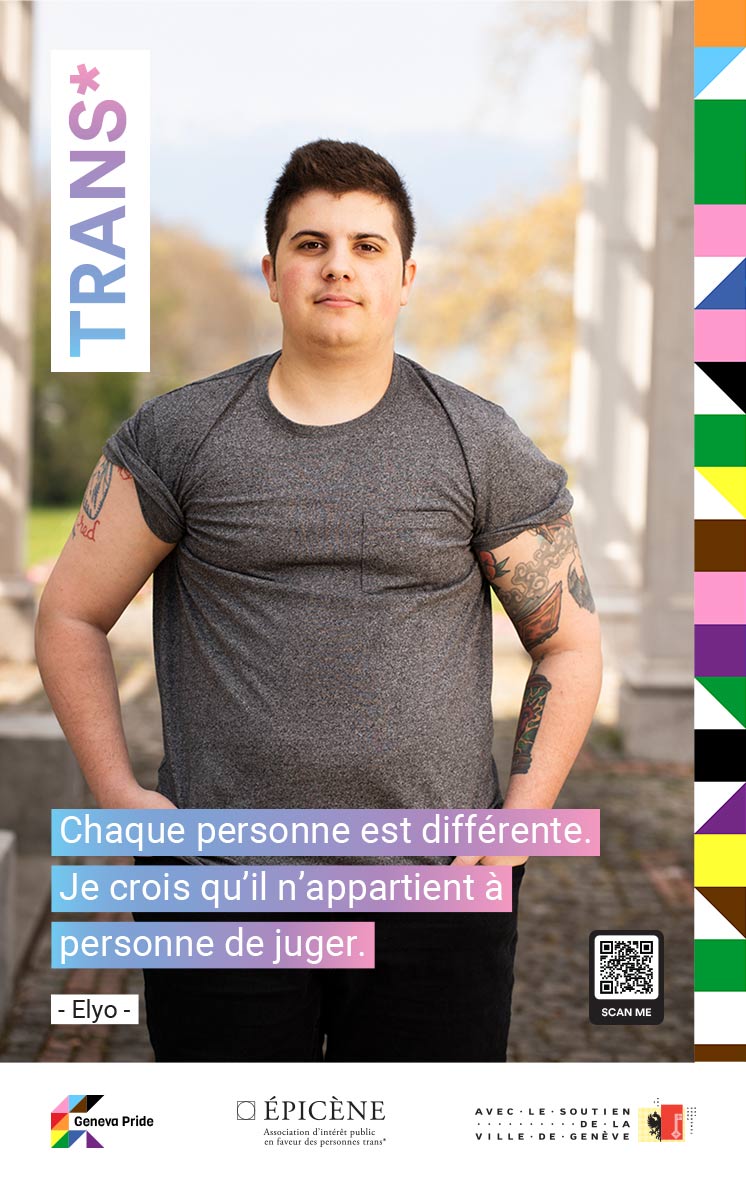 TRANS*
Chaque personne est différente.
Je crois qu'il n'appartient à
personne de juger.
- Elyo -
SCAN ME
Geneva Pride
ÉPICÈNE
Association d'intérêt public
en faveur des personnes trans*
AVEC·LE·SOUTIEN
· · · · · · · · · · DE·LA
VILLE·DE·GENÈVE